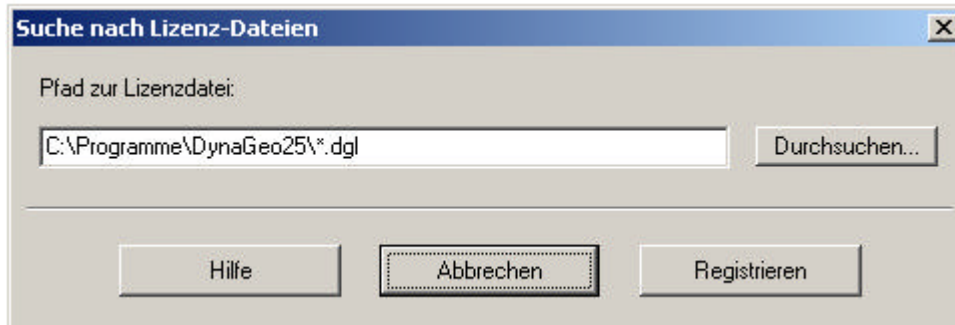 Suche nach Lizenz-Dateien
Pfad zur Lizenzdatei:
C:\Programme\DynaGeo25\*.dgl
Durchsuchen...
Hilfe
Abbrechen
Registrieren